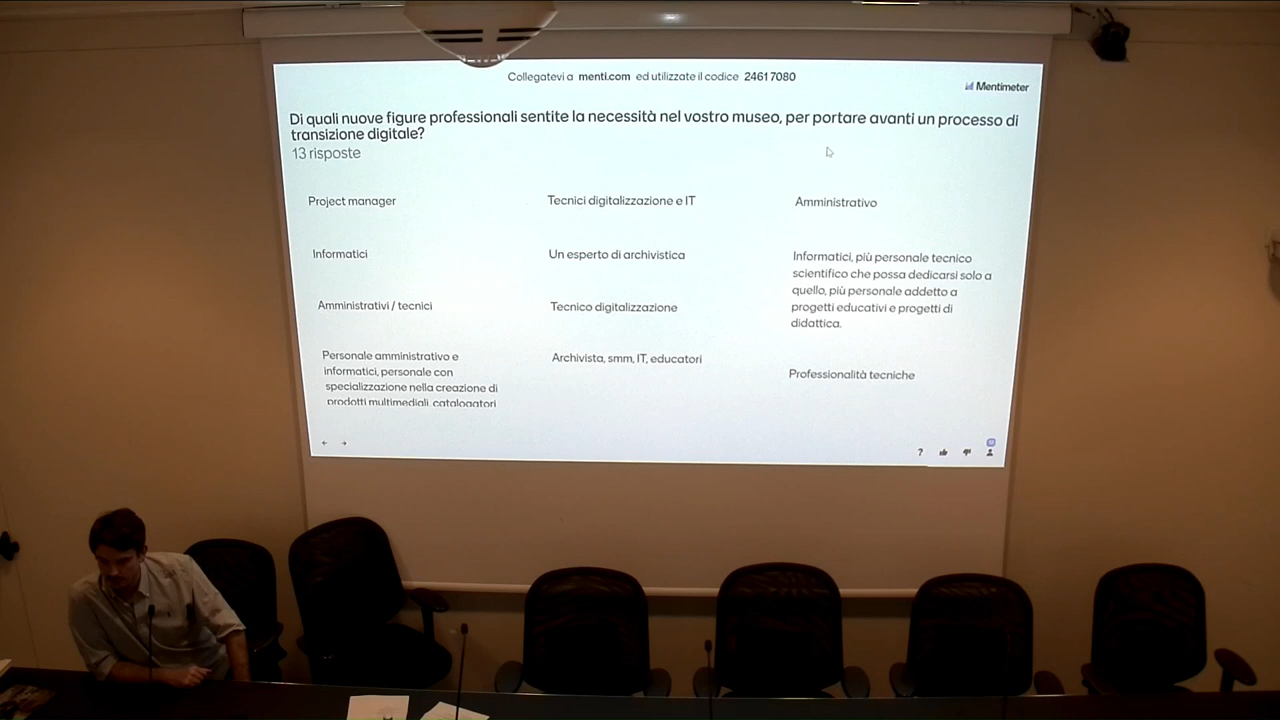 Collegatevi a menti.com ed utilizzate il codice 2461 7080
Mentimeter
Di quali nuove figure professionali sentite la necessità nel vostro museo, per portare avanti un processo di
transizione digitale?
13 risposte
Project manager
Informatici
Amministrativi / tecnici
Personale amministrativo e
informatici, personale con
specializzazione nella creazione di
prodotti multimediali, catalogatori
Tecnici digitalizzazione e IT
Un esperto di archivistica
Tecnico digitalizzazione
Archivista, smm, IT, educatori
Amministrativo
Informatici, più personale tecnico
scientifico che possa dedicarsi solo a
quello, più personale addetto a
progetti educativi e progetti di
didattica.
Professionalità tecniche
?